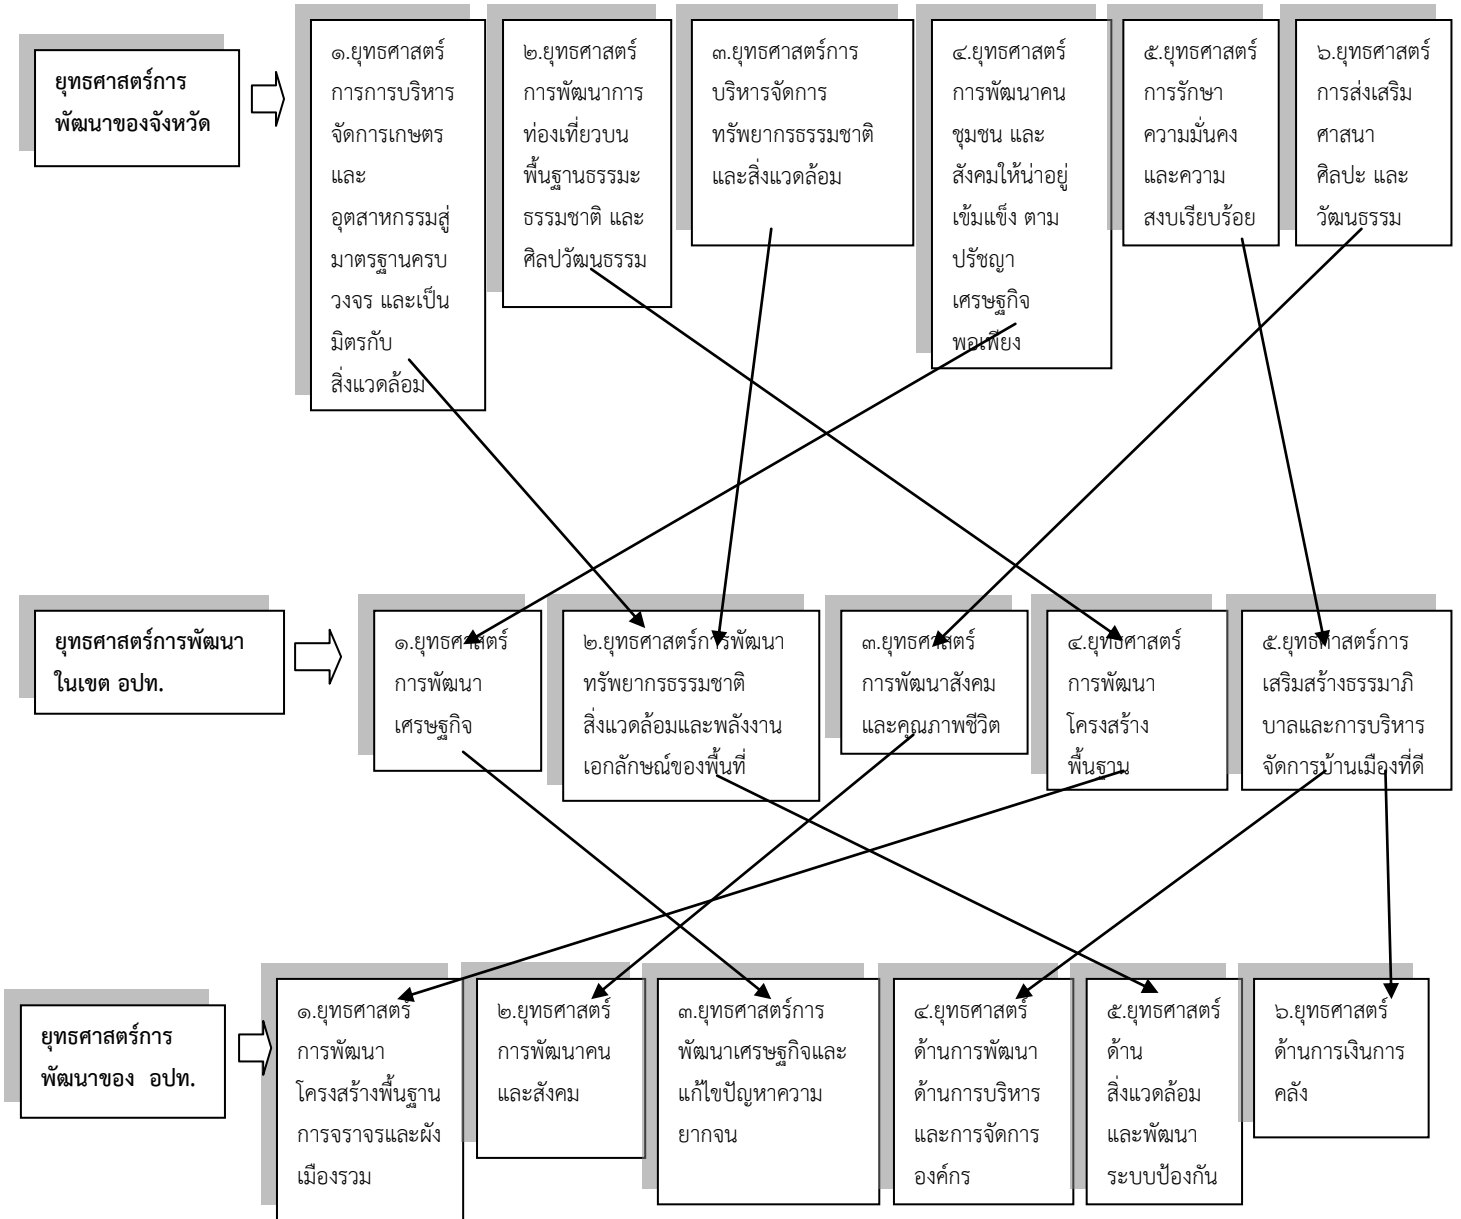 ยุทธศาสตร์การ
พัฒนาของจังหวัด
๑.ยุทธศาสตร์
การการบริหาร
จัดการเกษตร
และ
อุตสาหกรรมสู่
มาตรฐานครบ
วงจร และเป็น
มิตรกับ
สิ่งแวดล้อม
๒.ยุทธศาสตร์
การพัฒนาการ
ท่องเที่ยวบน
พื้นฐานธรรมะ
ธรรมชาติ และ
ศิลปวัฒนธรรม
๓.ยุทธศาสตร์การ
บริหารจัดการ
ทรัพยากรธรรมชาติ
และสิ่งแวดล้อม
๔.ยุทธศาสตร์
การพัฒนาคน
ชุมชน และ
สังคมให้น่าอยู่
เข้มแข็ง ตาม
ปรัชญา
เศรษฐกิจ
พอเพียง
๕.ยุทธศาสตร์
การรักษา
ความมั่นคง
และความ
สงบเรียบร้อย
๖.ยุทธศาสตร์
การส่งเสริม
ศาสนา
ศิลปะ และ
วัฒนธรรม
ยุทธศาสตร์การพัฒนา
ในเขต อปท.
๑.ยุทธศาสตร์
การพัฒนา
เศรษฐกิจ
๒.ยุทธศาสตร์การพัฒนา
ทรัพยากรธรรมชาติ
สิ่งแวดล้อมและพลังงาน
เอกลักษณ์ของพื้นที่
๓.ยุทธศาสตร์
การพัฒนาสังคม
และคุณภาพชีวิต
๔.ยุทธศาสตร์
การพัฒนา
โครงสร้าง
พื้นฐาน
๕.ยุทธศาสตร์การ
เสริมสร้างธรรมาภิ
บาลและการบริหาร
จัดการบ้านเมืองที่ดี
ยุทธศาสตร์การ
พัฒนาของ อปท.
๑.ยุทธศาสตร์
การพัฒนา
โครงสร้างพื้นฐาน
การจราจรและผัง
เมืองรวม
๒.ยุทธศาสตร์
การพัฒนาคน
และสังคม
๓.ยุทธศาสตร์การ
พัฒนาเศรษฐกิจและ
แก้ไขปัญหาความ
ยากจน
๔.ยุทธศาสตร์
ด้านการพัฒนา
ด้านการบริหาร
และการจัดการ
องค์กร
๕.ยุทธศาสตร์
ด้าน
สิ่งแวดล้อม
และพัฒนา
ระบบป้องกัน
๖.ยุทธศาสตร์
ด้านการเงินการ
คลัง